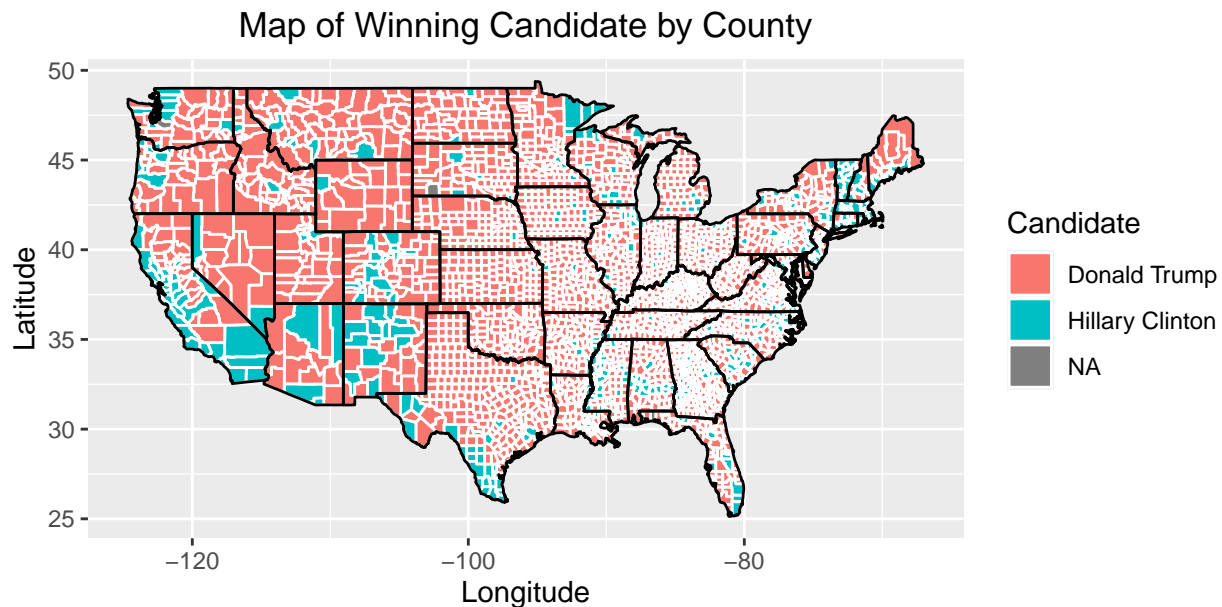 Map of Winning Candidate by County
50
45
40
35
30
25
Latitude
−120
−100
−80
Longitude
Candidate
Donald Trump
Hillary Clinton
NA